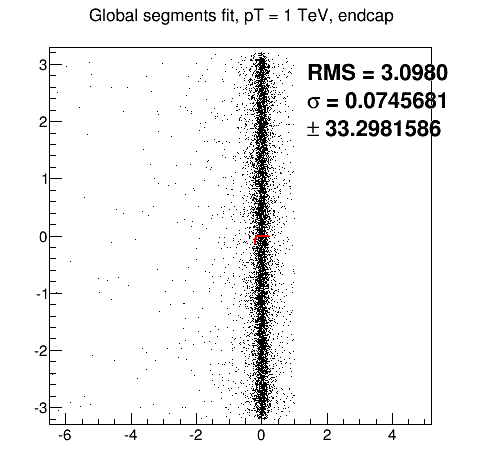 Global segments fit, pT = 1 TeV, endcap
RMS = 3.0980
σ = 0.0745681
± 33.2981586
3
2
1
0
-1
-2
-3
-6 -4 -2 0 2 4